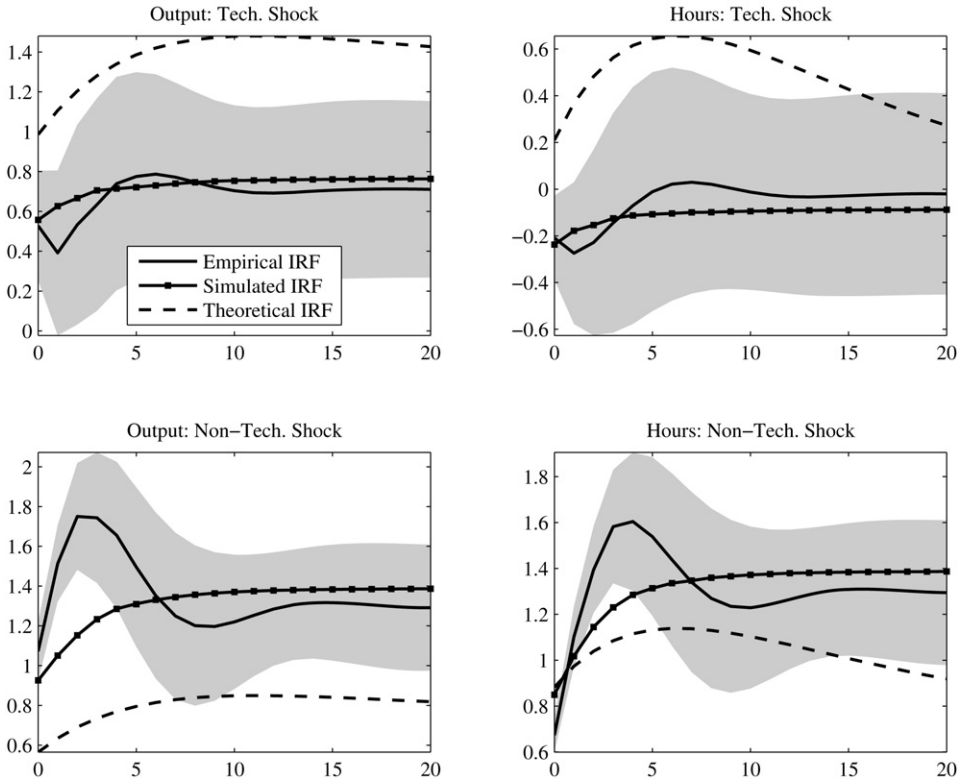 Output: Tech. Shock
1.4
1.2
1
0.8
0.6
0.4
0.2
0
Empirical IRF
Simulated IRF
Theoretical IRF
0 5 10 15 20
Hours: Tech. Shock
0.6
0.4
0.2
0
−0.2
−0.4
−0.6
0 5 10 15 20
Output: Non−Tech. Shock
2
1.8
1.6
1.4
1.2
1
0.8
0.6
0 5 10 15 20
Hours: Non−Tech. Shock
1.8
1.6
1.4
1.2
1
0.8
0.6
0 5 10 15 20